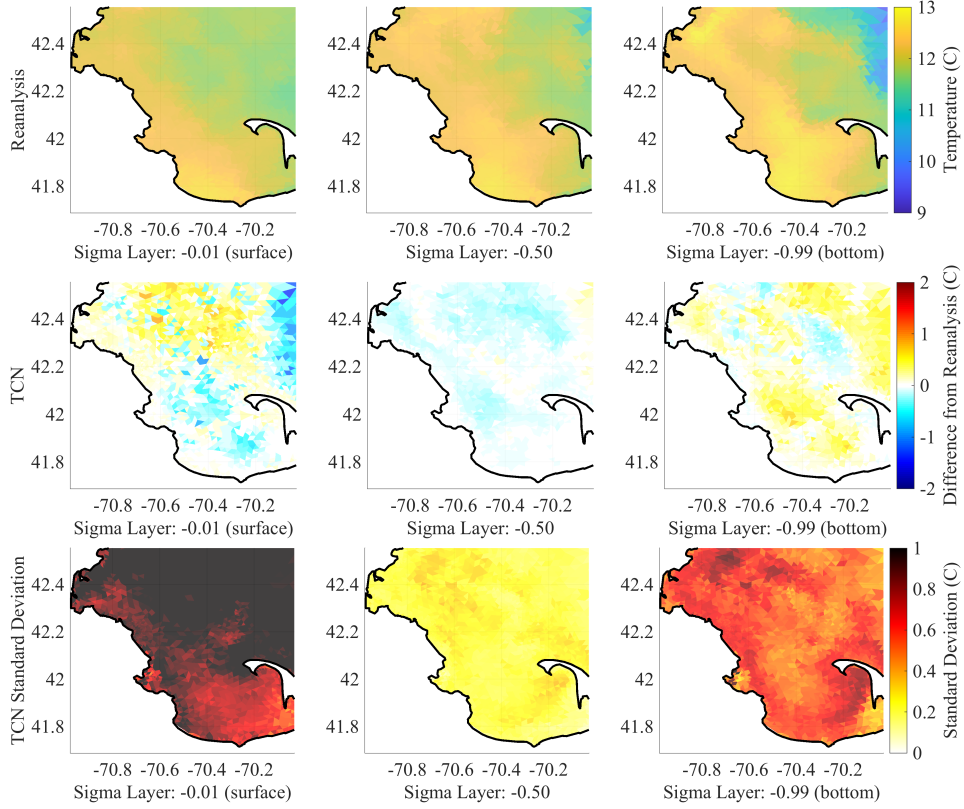 Reanalysis
42.4
42.2
42
41.8
-70.8 -70.6 -70.4 -70.2
Sigma Layer: -0.01 (surface)
42.4
42.2
42
41.8
-70.8 -70.6 -70.4 -70.2
Sigma Layer: -0.50
42.4
42.2
42
41.8
-70.8 -70.6 -70.4 -70.2
Sigma Layer: -0.99 (bottom)
13
12
11
10
9
Temperature (C)
TCN
42.4
42.2
42
41.8
-70.8 -70.6 -70.4 -70.2
Sigma Layer: -0.01 (surface)
42.4
42.2
42
41.8
-70.8 -70.6 -70.4 -70.2
Sigma Layer: -0.50
42.4
42.2
42
41.8
-70.8 -70.6 -70.4 -70.2
Sigma Layer: -0.99 (bottom)
2
1
0
-1
-2
Difference from Reanalysis (C)
TCN Standard Deviation
42.4
42.2
42
41.8
-70.8 -70.6 -70.4 -70.2
Sigma Layer: -0.01 (surface)
42.4
42.2
42
41.8
-70.8 -70.6 -70.4 -70.2
Sigma Layer: -0.50
42.4
42.2
42
41.8
-70.8 -70.6 -70.4 -70.2
Sigma Layer: -0.99 (bottom)
1
0.8
0.6
0.4
0.2
0
Standard Deviation (C)